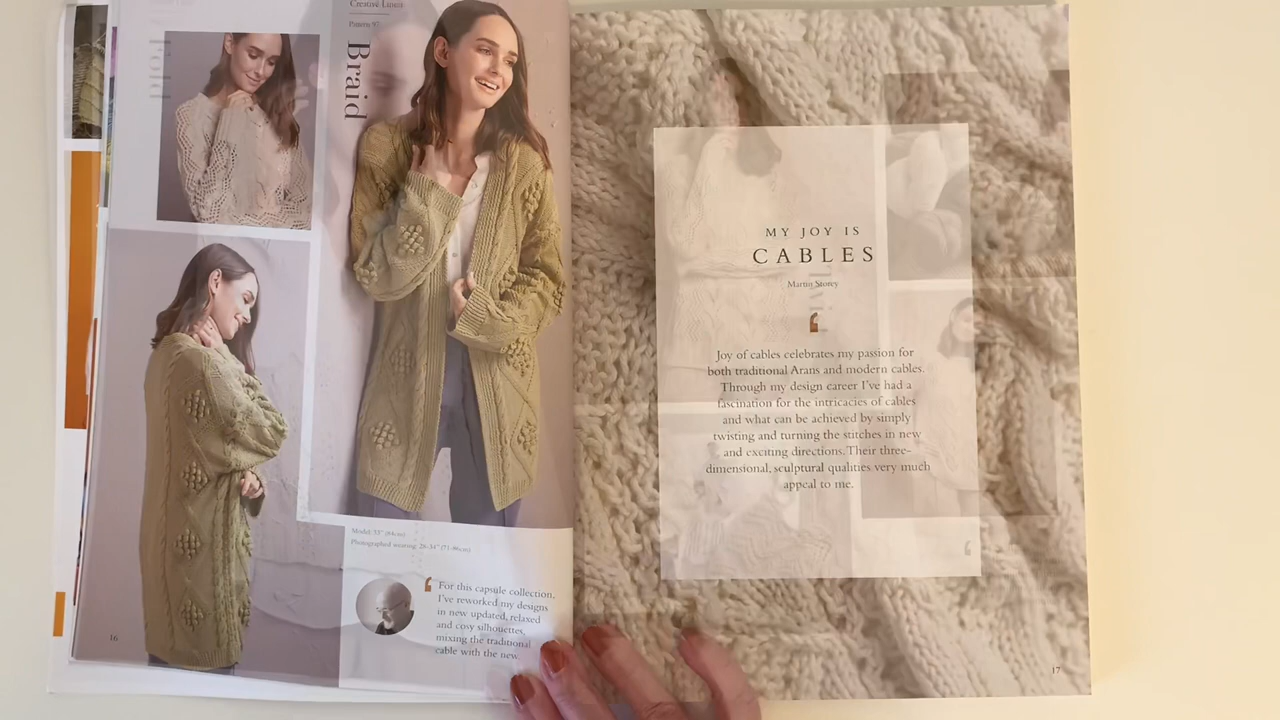 Creative Linen
Pattern 97
Braid
Model: 33" (84cm)
Photographed wearing: 28-34" (71-86cm)
For this capsule collection,
I've reworked my designs
in new updated, relaxed
and cosy silhouettes,
mixing the traditional
cable with the new.
16
MY JOY IS
CABLES
Martin Storey
Joy of cables celebrates my passion for
both traditional Arans and modern cables.
Through my design career I've had a
fascination for the intricacies of cables
and what can be achieved by simply
twisting and turning the stitches in new
and exciting directions. Their three-
dimensional, sculptural qualities very much
appeal to me.
17